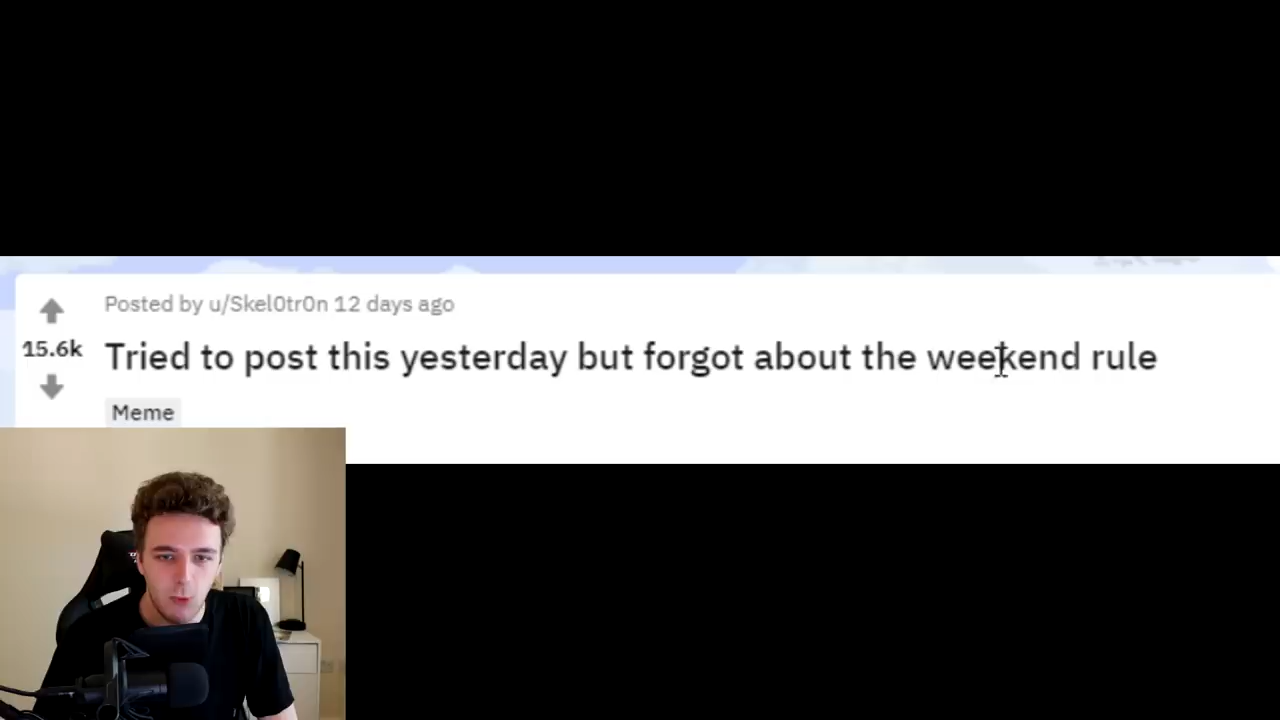 Posted by u/Skel0tr0n 12 days ago
15.6k
Tried to post this yesterday but forgot about the weekend rule
Meme